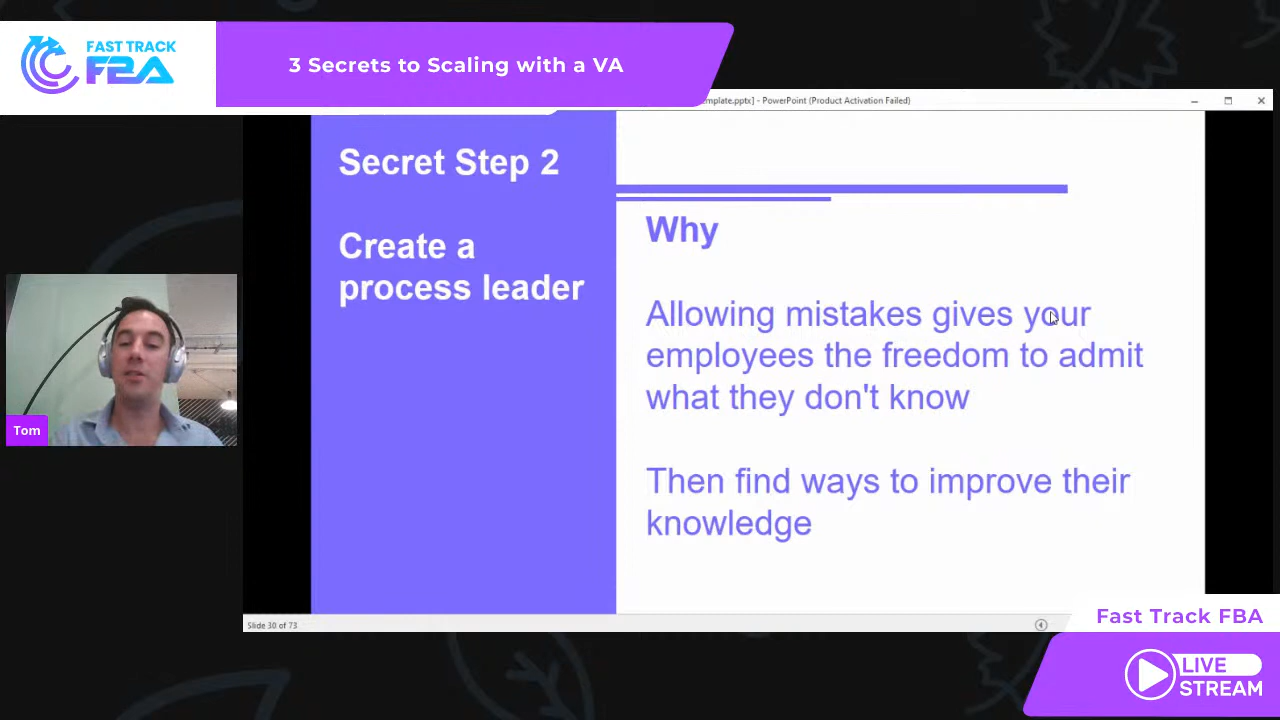 FAST TRACK
FBA
3 Secrets to Scaling with a VA
mplate.pptx] - PowerPoint (Product Activation Failed)
Secret Step 2
Create a
process leader
Why
Allowing mistakes gives your
employees the freedom to admit
what they don't know
Then find ways to improve their
knowledge
Tom
Slide 30 of 73
Fast Track FBA
LIVE
STREAM